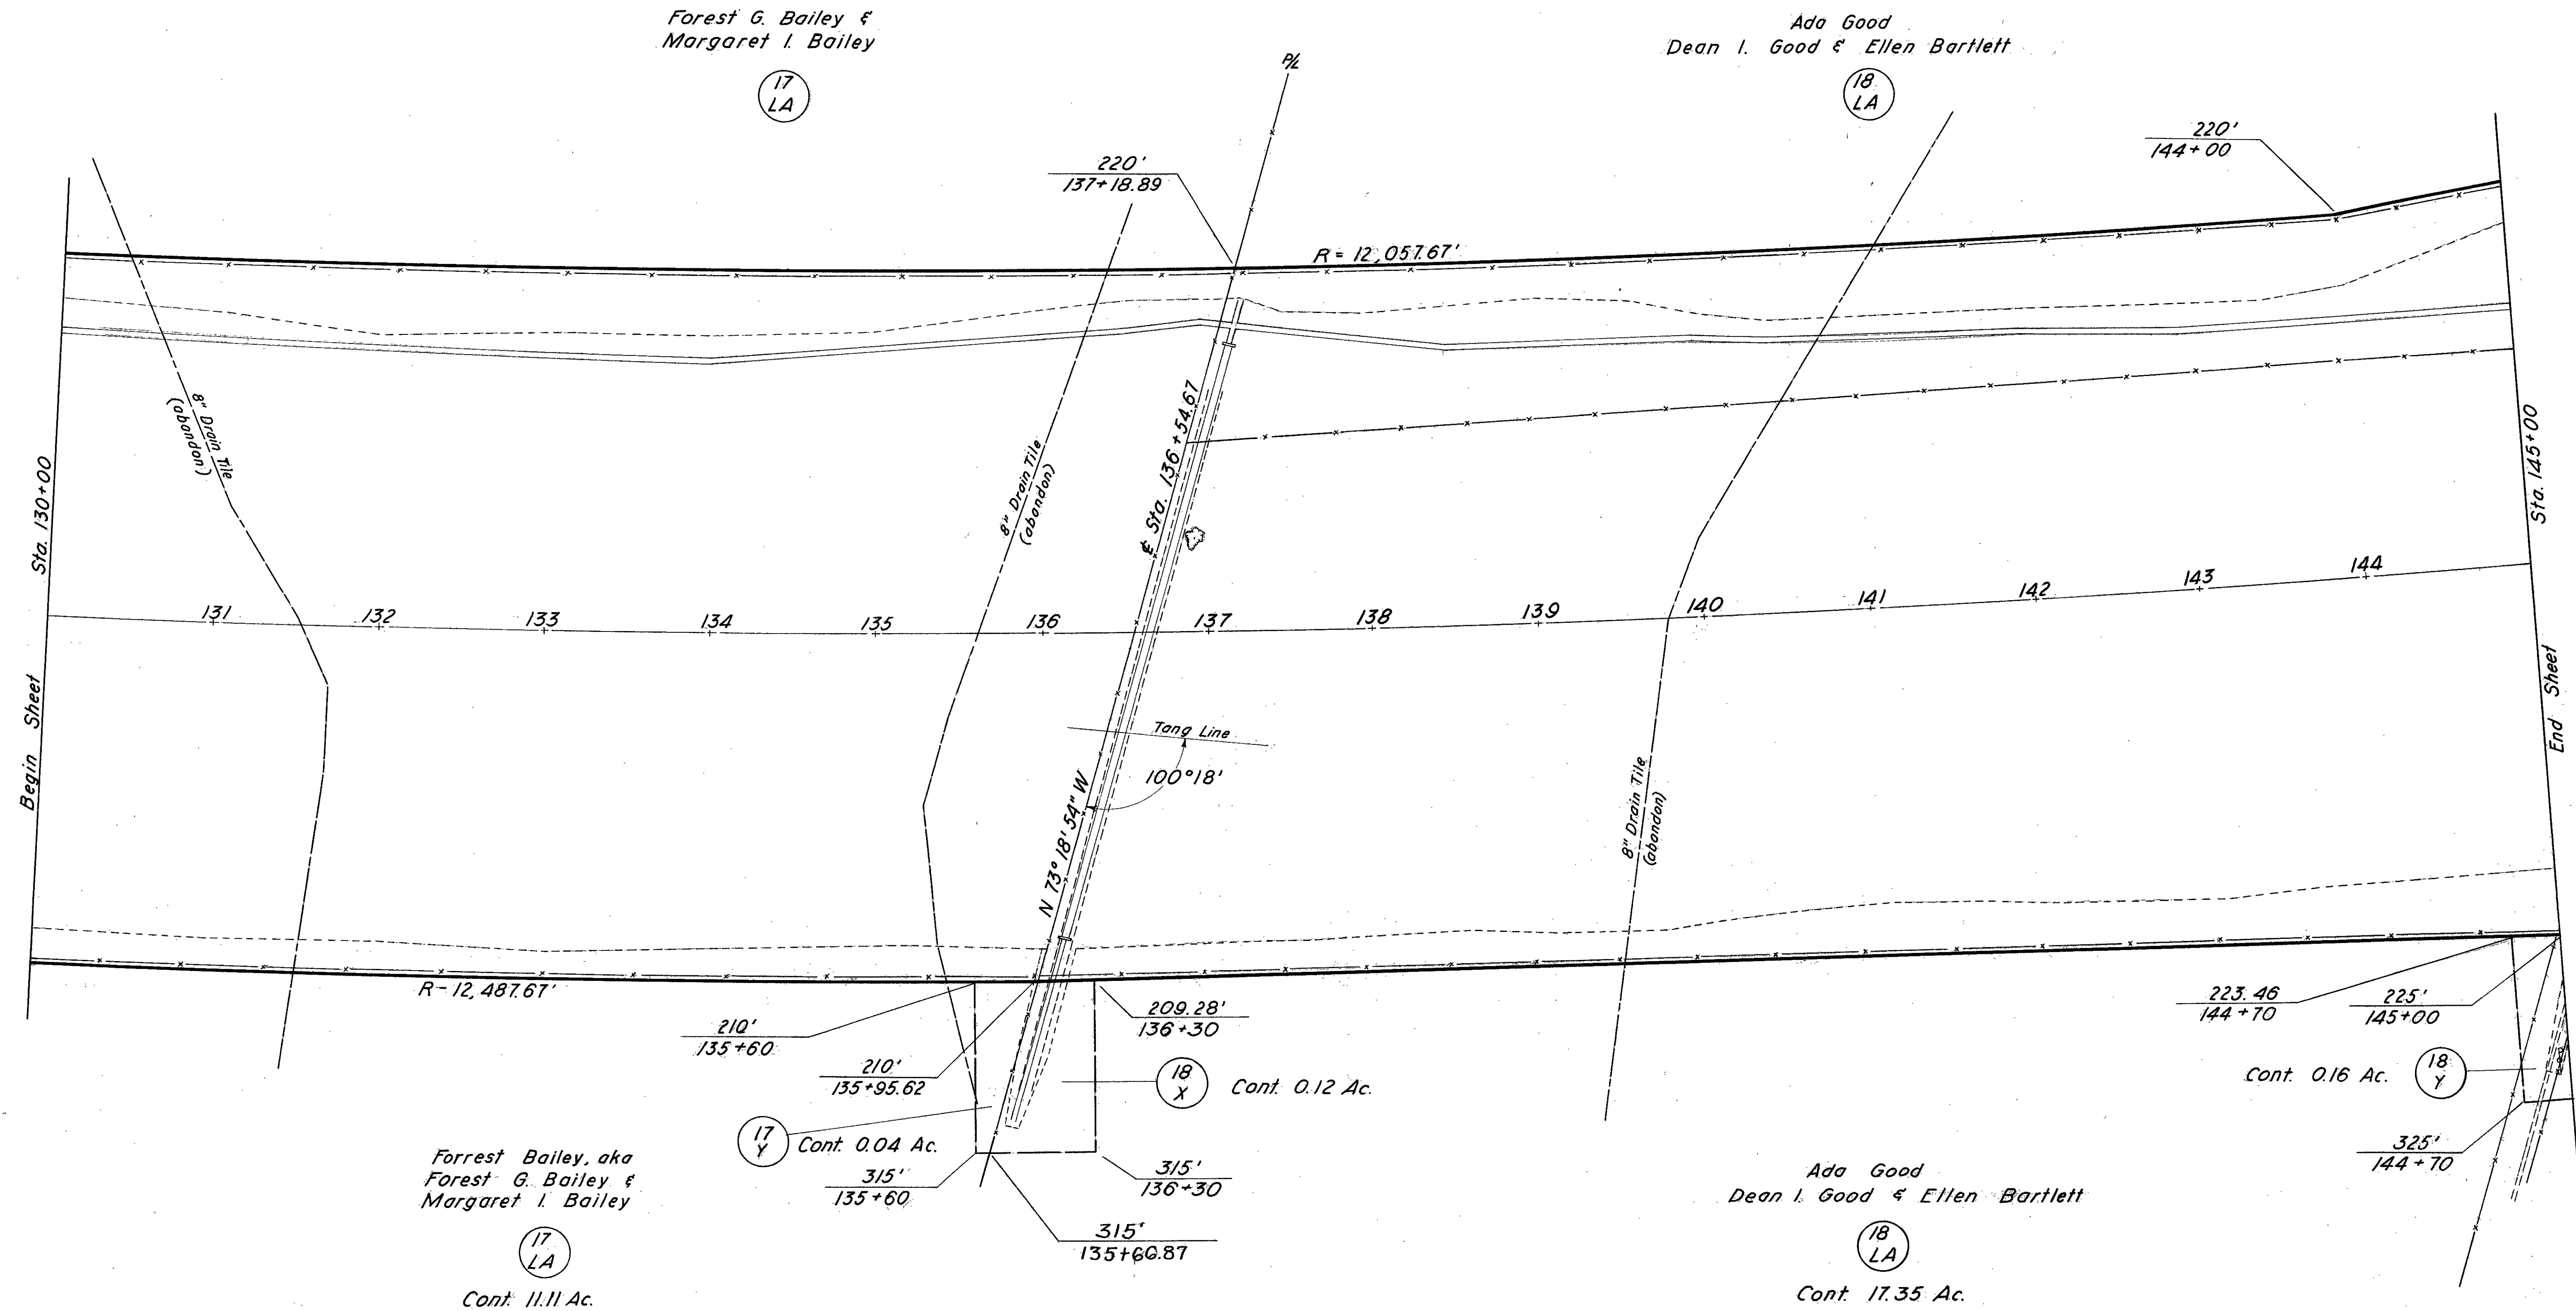 Forest G. Bailey &
Margaret I. Bailey
17
LA
Ada Good
Dean I. Good & Ellen Bartlett
18
LA
P/L
220'
137+18.89
220'
144+00
R = 12,057.67'
8" Drain Tile
(abandon)
8" Drain Tile
(abandon)
℄ Sta. 136+54.67
Sta. 130+00
Begin Sheet
Sta. 145+00
End Sheet
131
132
133
134
135
136
137
138
139
140
141
142
143
144
Tang Line
100°18'
N 73° 18' 54" W
8" Drain Tile
(abandon)
R-12,487.67'
210'
135+60
210'
135+95.62
209.28'
136+30
18
X
Cont. 0.12 Ac.
17
Y
Cont. 0.04 Ac.
315'
135+60
315'
136+30
315'
135+66.87
223.46
144+70
225'
145+00
Cont. 0.16 Ac.
18
Y
325'
144+70
Forrest Bailey, aka
Forest G. Bailey &
Margaret I. Bailey
17
LA
Cont. 11.11 Ac.
Ada Good
Dean I. Good & Ellen Bartlett
18
LA
Cont. 17.35 Ac.